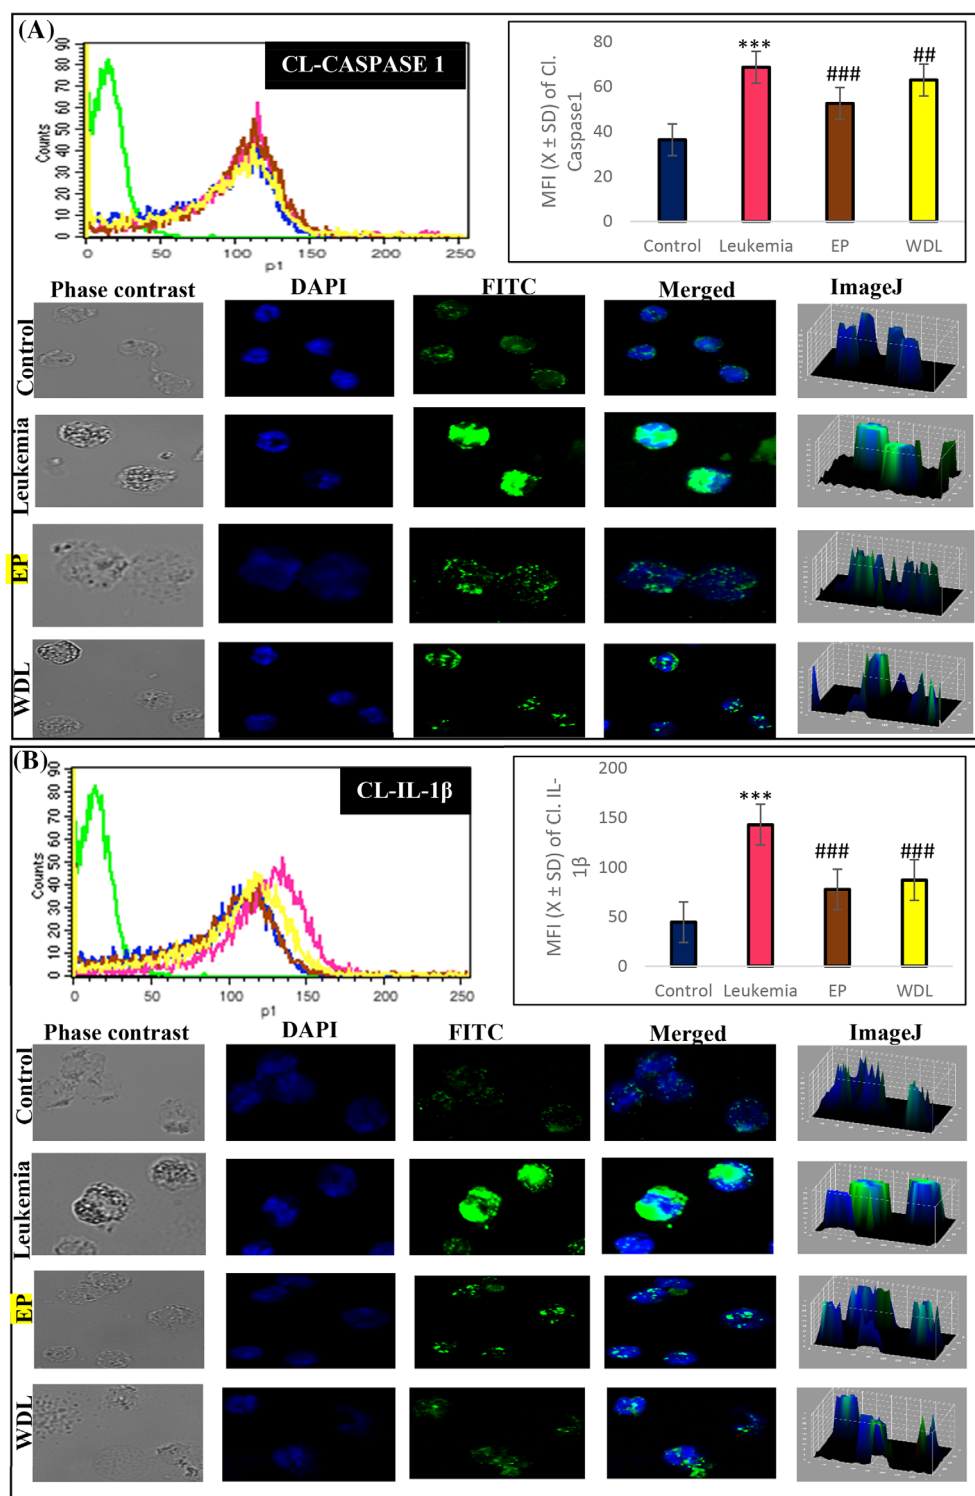 (A)
CL-CASPASE 1
Counts
0 10 20 30 40 50 60 70 80 90
0 50 100 150 200 250
p1
MFI (X ± SD) of Cl.
Caspase1
80
60
40
20
0
*** ### ##
Control Leukemia EP WDL
Phase contrast DAPI FITC Merged ImageJ
Control
Leukemia
EP
WDL
(B)
CL-IL-1β
Counts
0 10 20 30 40 50 60 70 80 90
0 50 100 150 200 250
p1
MFI (X ± SD) of Cl. IL-
1β
200
150
100
50
0
*** ### ###
Control Leukemia EP WDL
Phase contrast DAPI FITC Merged ImageJ
Control
Leukemia
EP
WDL